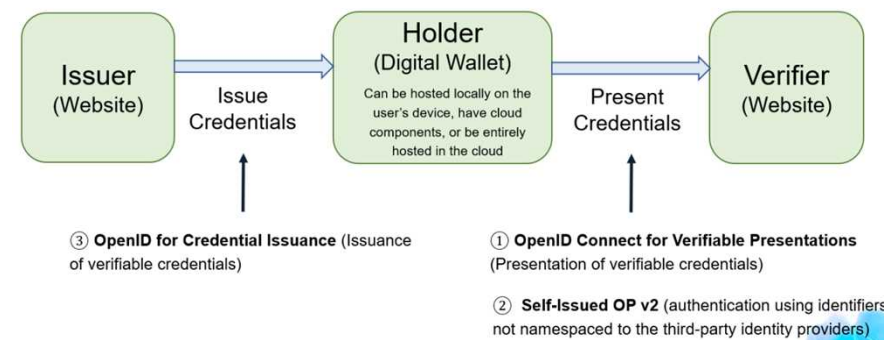 Issuer
(Website)
Issue
Credentials
Holder
(Digital Wallet)
Can be hosted locally on the
user's device, have cloud
components, or be entirely
hosted in the cloud
Present
Credentials
Verifier
(Website)
③ OpenID for Credential Issuance (Issuance
of verifiable credentials)
① OpenID Connect for Verifiable Presentations
(Presentation of verifiable credentials)
② Self-Issued OP v2 (authentication using identifiers
not namespaced to the third-party identity providers)